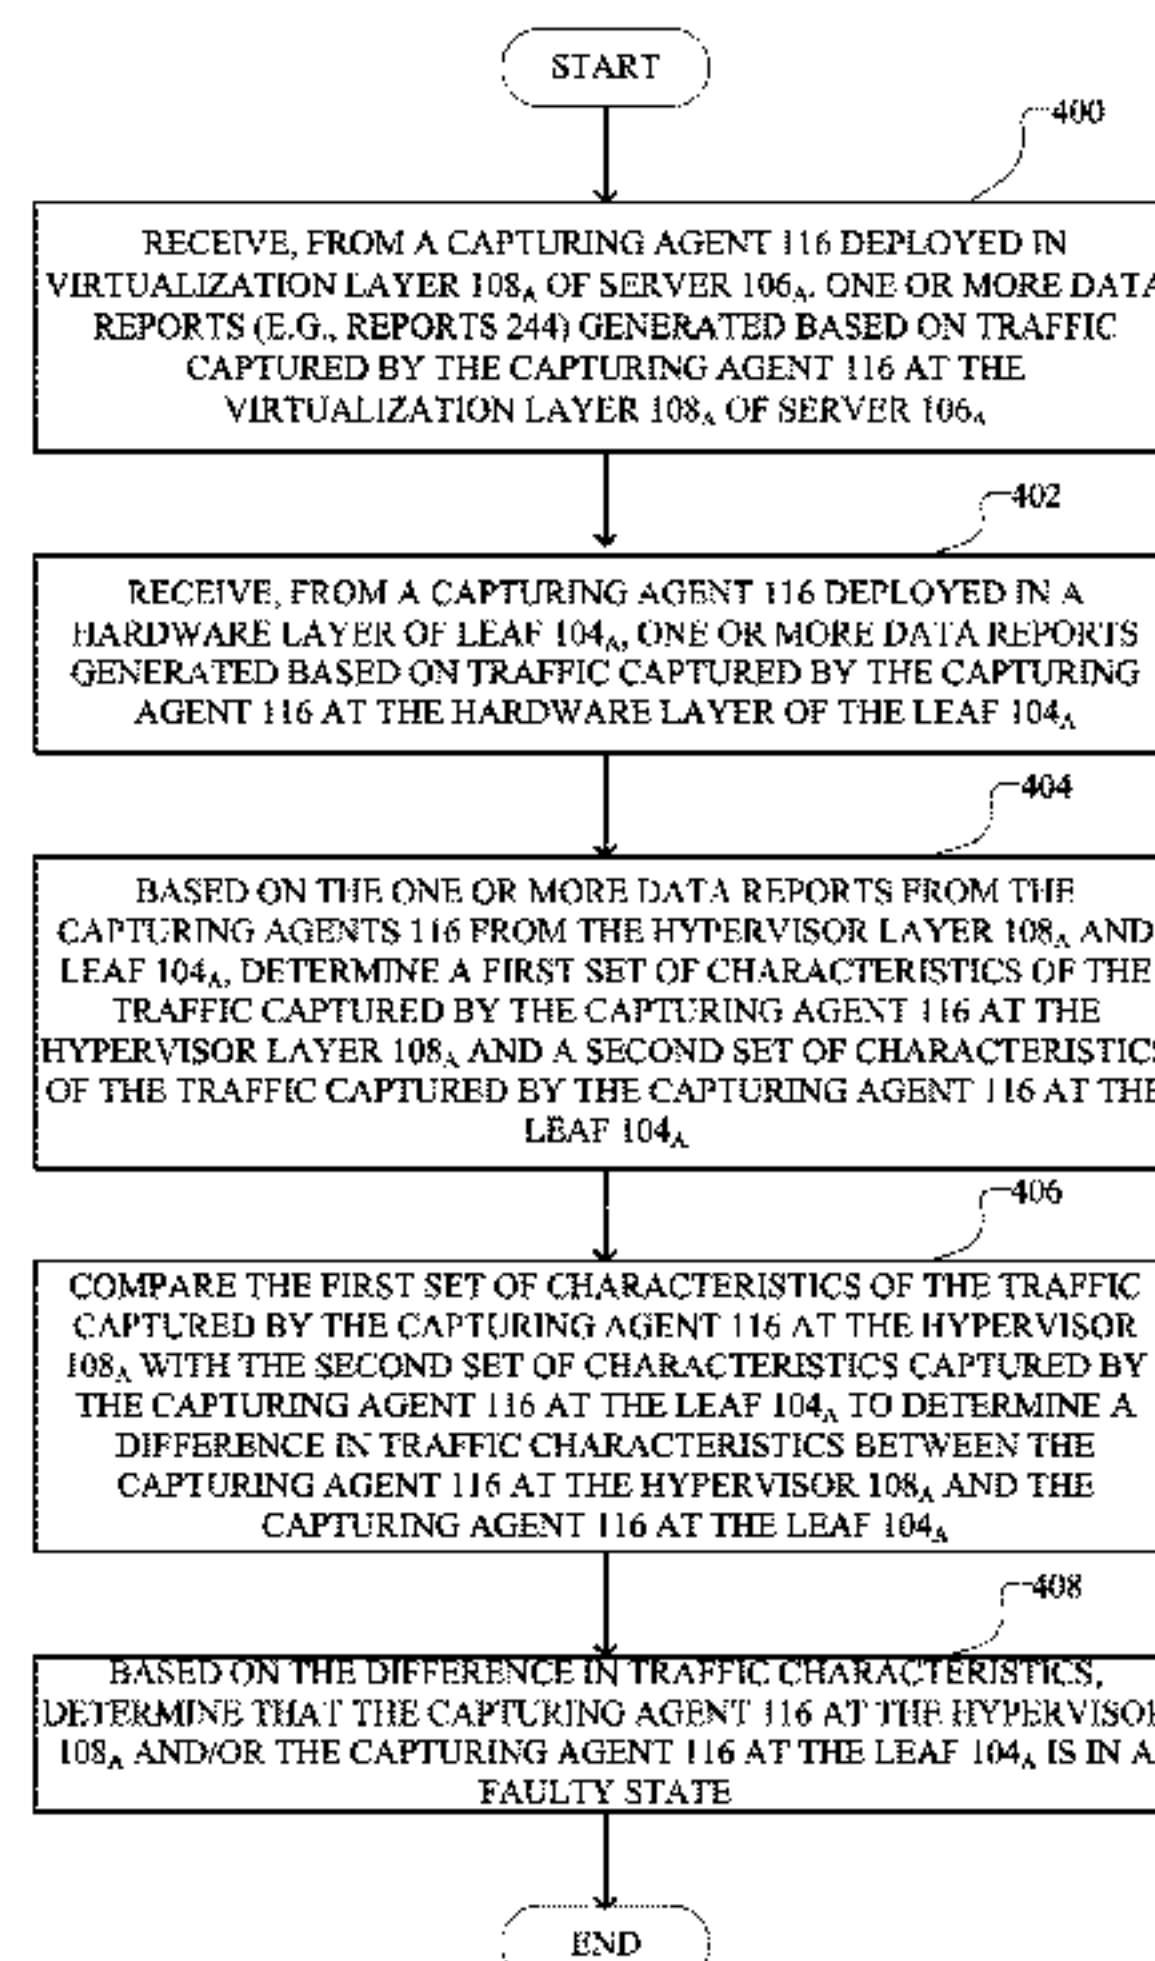 START
400
RECEIVE, FROM A CAPTURING AGENT 116 DEPLOYED IN
VIRTUALIZATION LAYER 108A OF SERVER 106A, ONE OR MORE DATA
REPORTS (E.G., REPORTS 244) GENERATED BASED ON TRAFFIC
CAPTURED BY THE CAPTURING AGENT 116 AT THE
VIRTUALIZATION LAYER 108A OF SERVER 106A
402
RECEIVE, FROM A CAPTURING AGENT 116 DEPLOYED IN A
HARDWARE LAYER OF LEAF 104A, ONE OR MORE DATA REPORTS
GENERATED BASED ON TRAFFIC CAPTURED BY THE CAPTURING
AGENT 116 AT THE HARDWARE LAYER OF THE LEAF 104A
404
BASED ON THE ONE OR MORE DATA REPORTS FROM THE
CAPTURING AGENTS 116 FROM THE HYPERVISOR LAYER 108A AND
LEAF 104A, DETERMINE A FIRST SET OF CHARACTERISTICS OF THE
TRAFFIC CAPTURED BY THE CAPTURING AGENT 116 AT THE
HYPERVISOR LAYER 108A AND A SECOND SET OF CHARACTERISTICS
OF THE TRAFFIC CAPTURED BY THE CAPTURING AGENT 116 AT THE
LEAF 104A
406
COMPARE THE FIRST SET OF CHARACTERISTICS OF THE TRAFFIC
CAPTURED BY THE CAPTURING AGENT 116 AT THE HYPERVISOR
108A WITH THE SECOND SET OF CHARACTERISTICS CAPTURED BY
THE CAPTURING AGENT 116 AT THE LEAF 104A TO DETERMINE A
DIFFERENCE IN TRAFFIC CHARACTERISTICS BETWEEN THE
CAPTURING AGENT 116 AT THE HYPERVISOR 108A AND THE
CAPTURING AGENT 116 AT THE LEAF 104A
408
BASED ON THE DIFFERENCE IN TRAFFIC CHARACTERISTICS,
DETERMINE THAT THE CAPTURING AGENT 116 AT THE HYPERVISOR
108A AND/OR THE CAPTURING AGENT 116 AT THE LEAF 104A IS IN A
FAULTY STATE
END